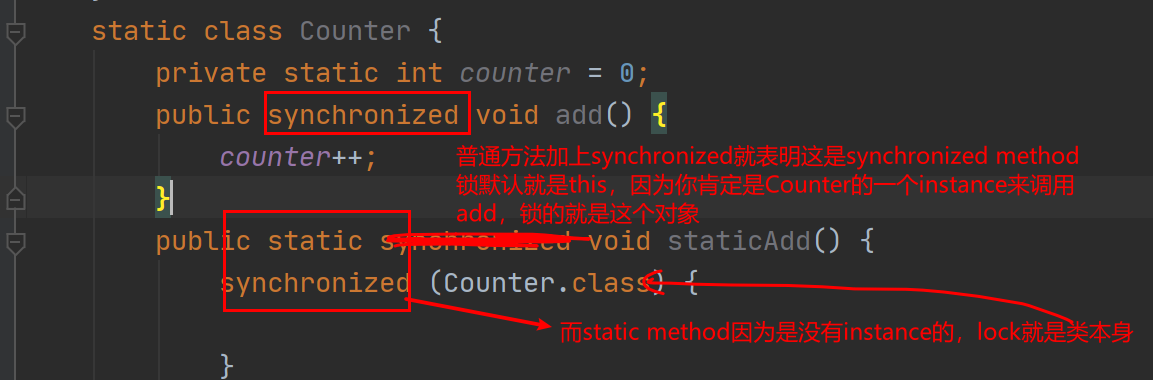 static class Counter {
private static int counter = 0;
public synchronized void add() {
counter++;
普通方法加上synchronized就表明这是synchronized method
锁默认就是this，因为你肯定是Counter的一个instance来调用
add，锁的就是这个对象
}
public static synchronized void staticAdd() {
synchronized (Counter.class) {
而static method因为是没有instance的，lock就是类本身
}